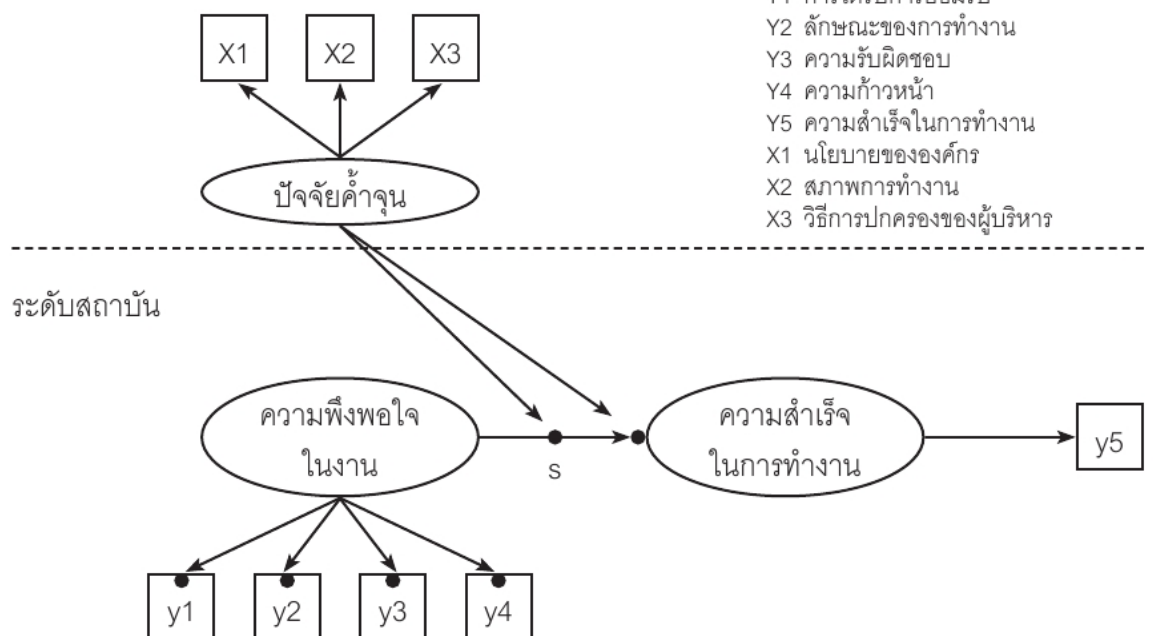 Y2 ลักษณะของการทำงาน
Y3 ความรับผิดชอบ
Y4 ความก้าวหน้า
Y5 ความสำเร็จในการทำงาน
X1 นโยบายขององค์กร
X2 สภาพการทำงาน
X3 วิธีการปกครองของผู้บริหาร
X1 X2 X3
ปัจจัยค้ำจุน
ระดับสถาบัน
ความพึงพอใจ
ในงาน
s
ความสำเร็จ
ในการทำงาน
y5
y1 y2 y3 y4